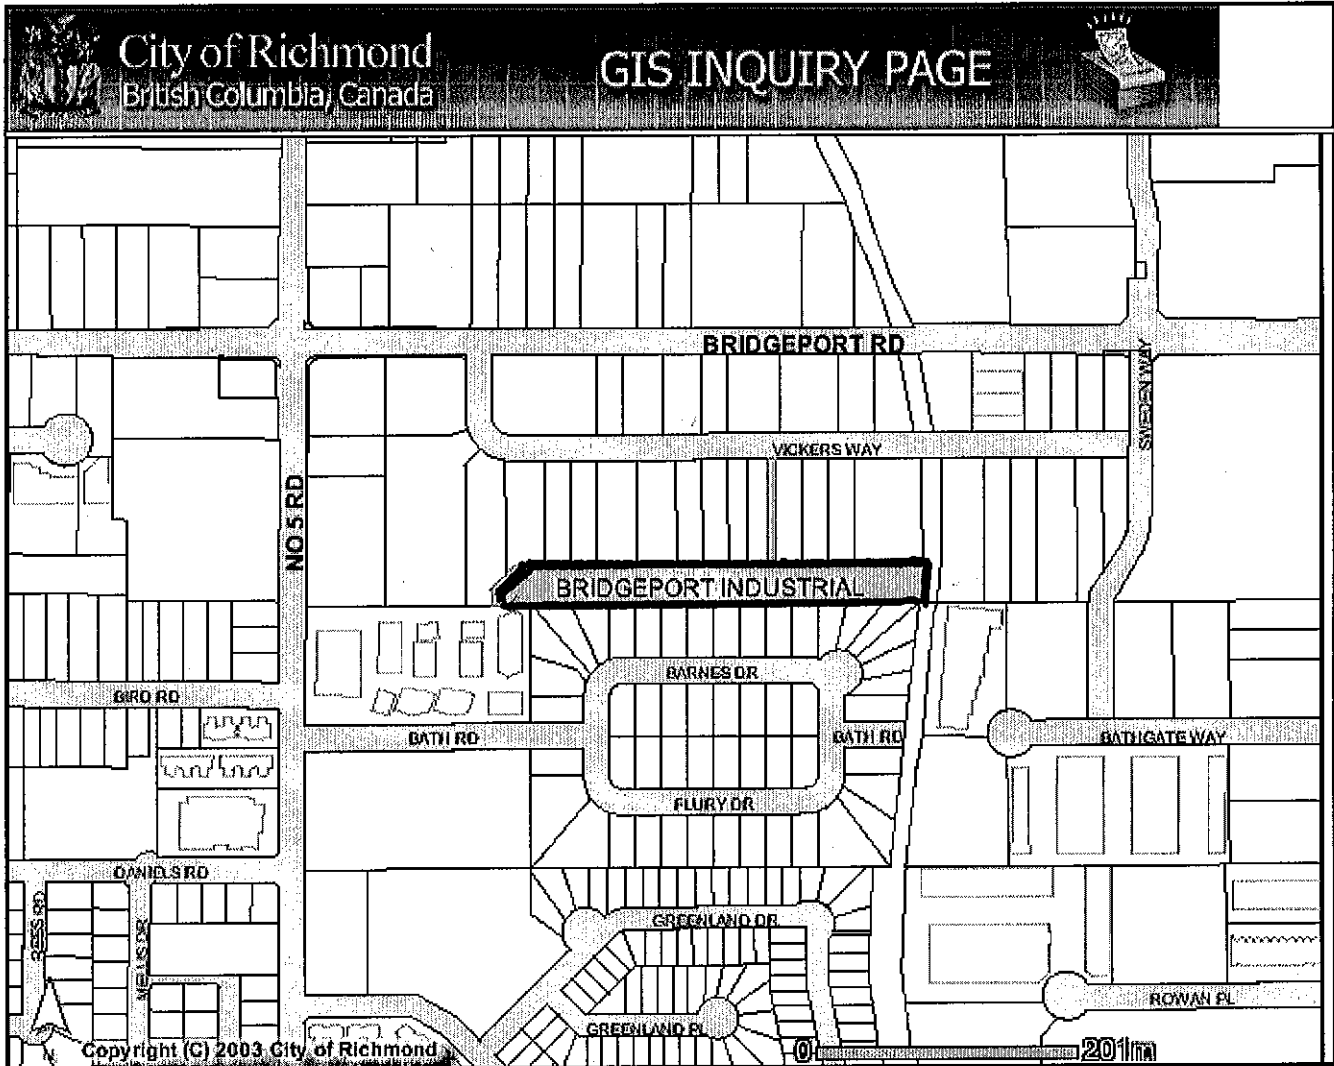 City of Richmond
British Columbia, Canada
GIS INQUIRY PAGE
BRIDGEPORT RD
SWEDEN WAY
VICKERS WAY
NO 5 RD
BRIDGEPORT INDUSTRIAL
BARNES DR
BIRD RD
BATH RD
BATH RD
BATHGATE WAY
FLURY DR
DANIELS RD
GREENLAND DR
ROWAN PL
GREENLAND PL
N
Copyright (C) 2003 City of Richmond
0
201m